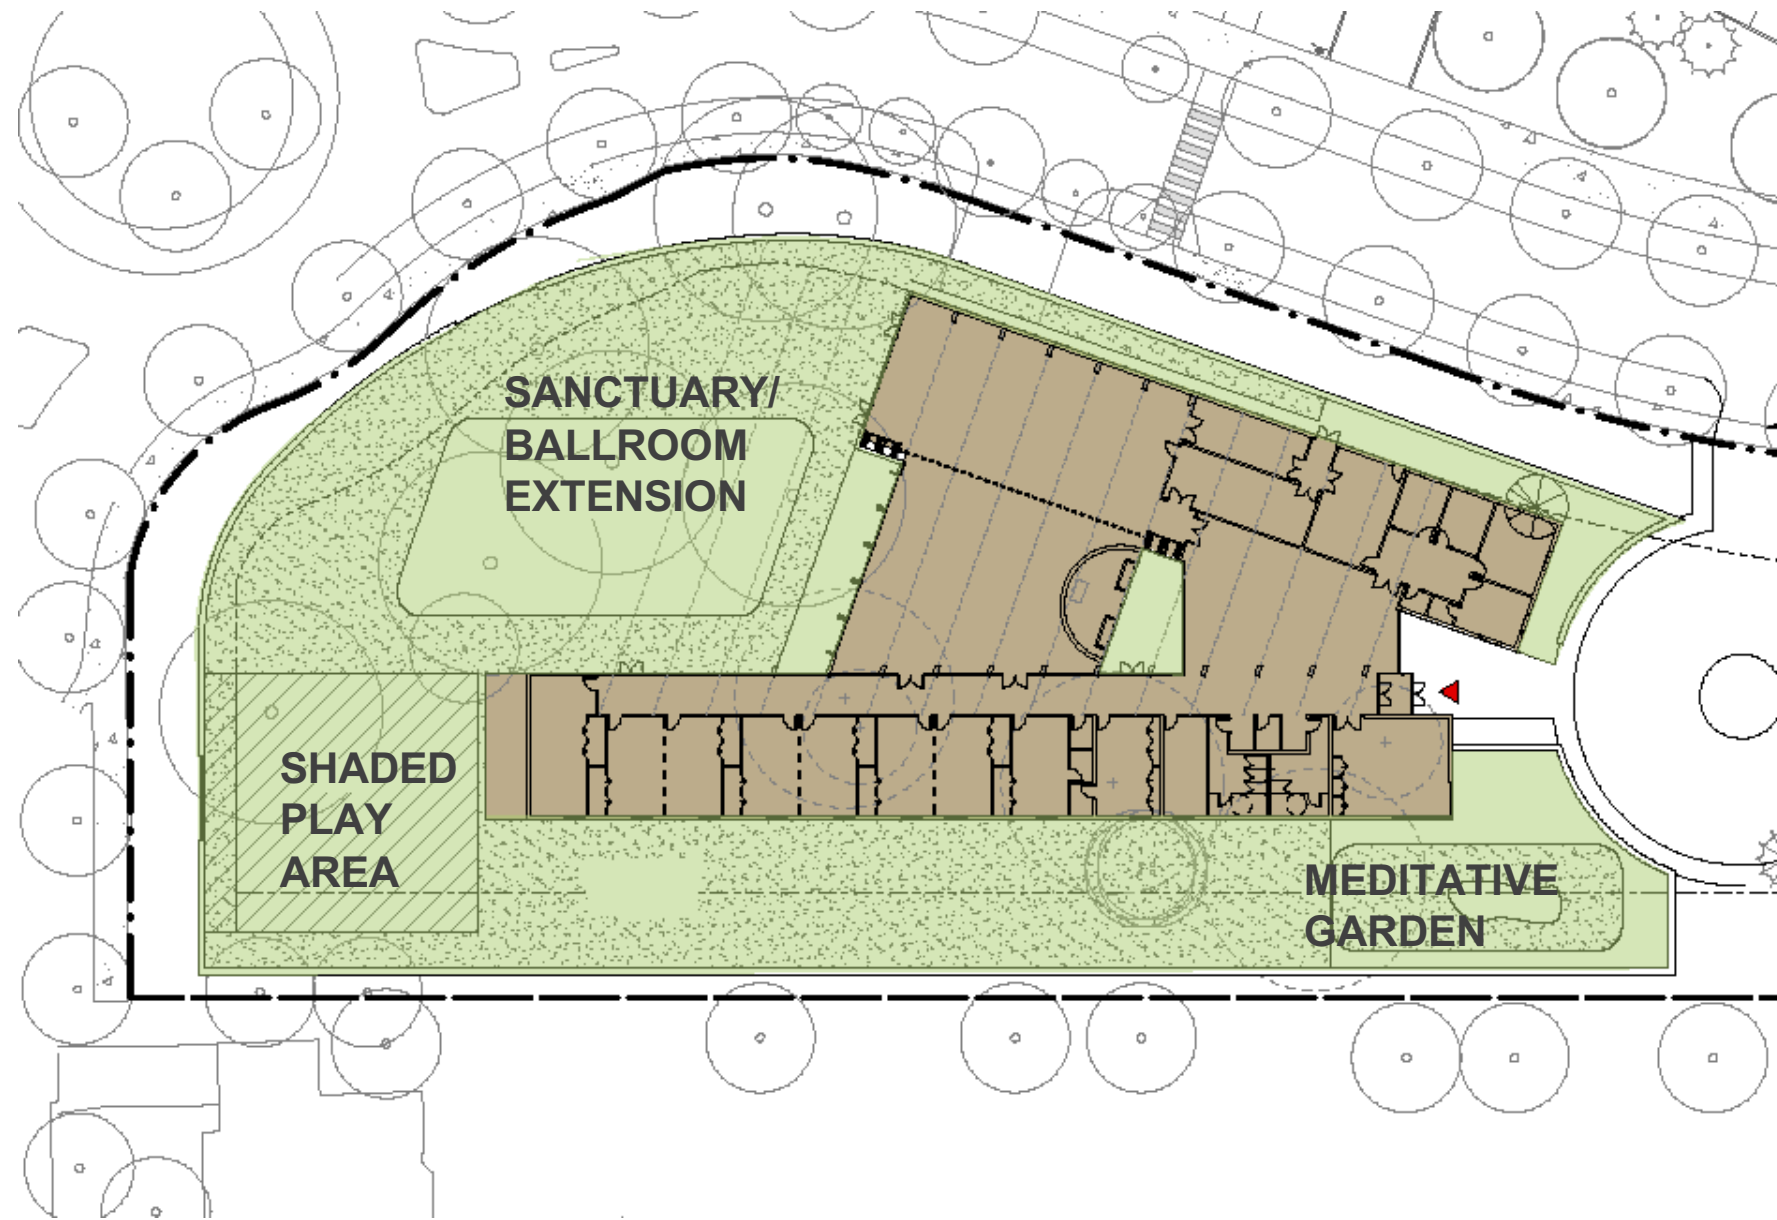 SANCTUARY/
BALLROOM
EXTENSION
SHADED
PLAY
AREA
MEDITATIVE
GARDEN